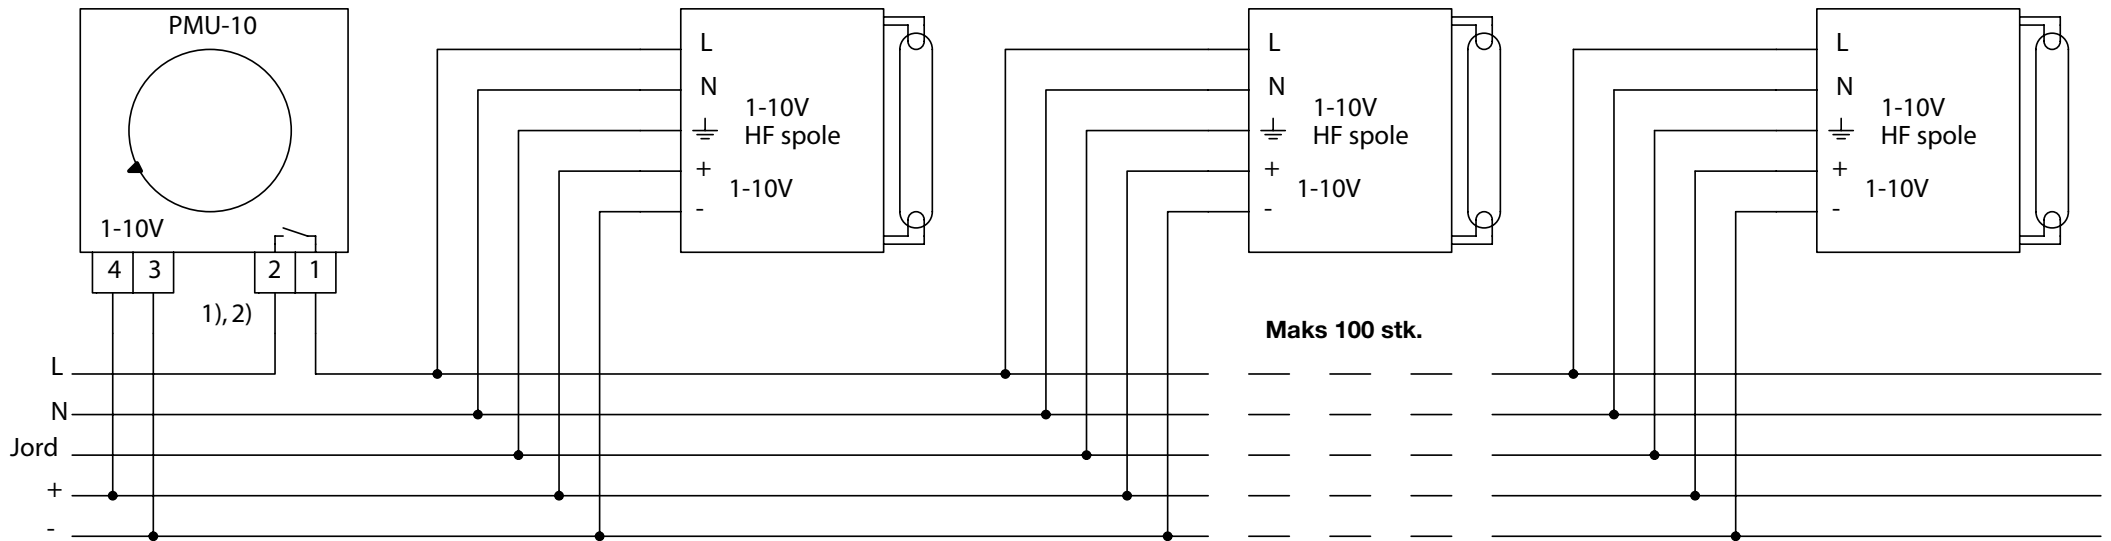 PMU-10
1-10V
4 3 2 1
1), 2)
L
N
1-10V
HF spole
+
1-10V
-
L
N
1-10V
HF spole
+
1-10V
-
L
N
1-10V
HF spole
+
1-10V
-
Maks 100 stk.
L
N
Jord
+
-